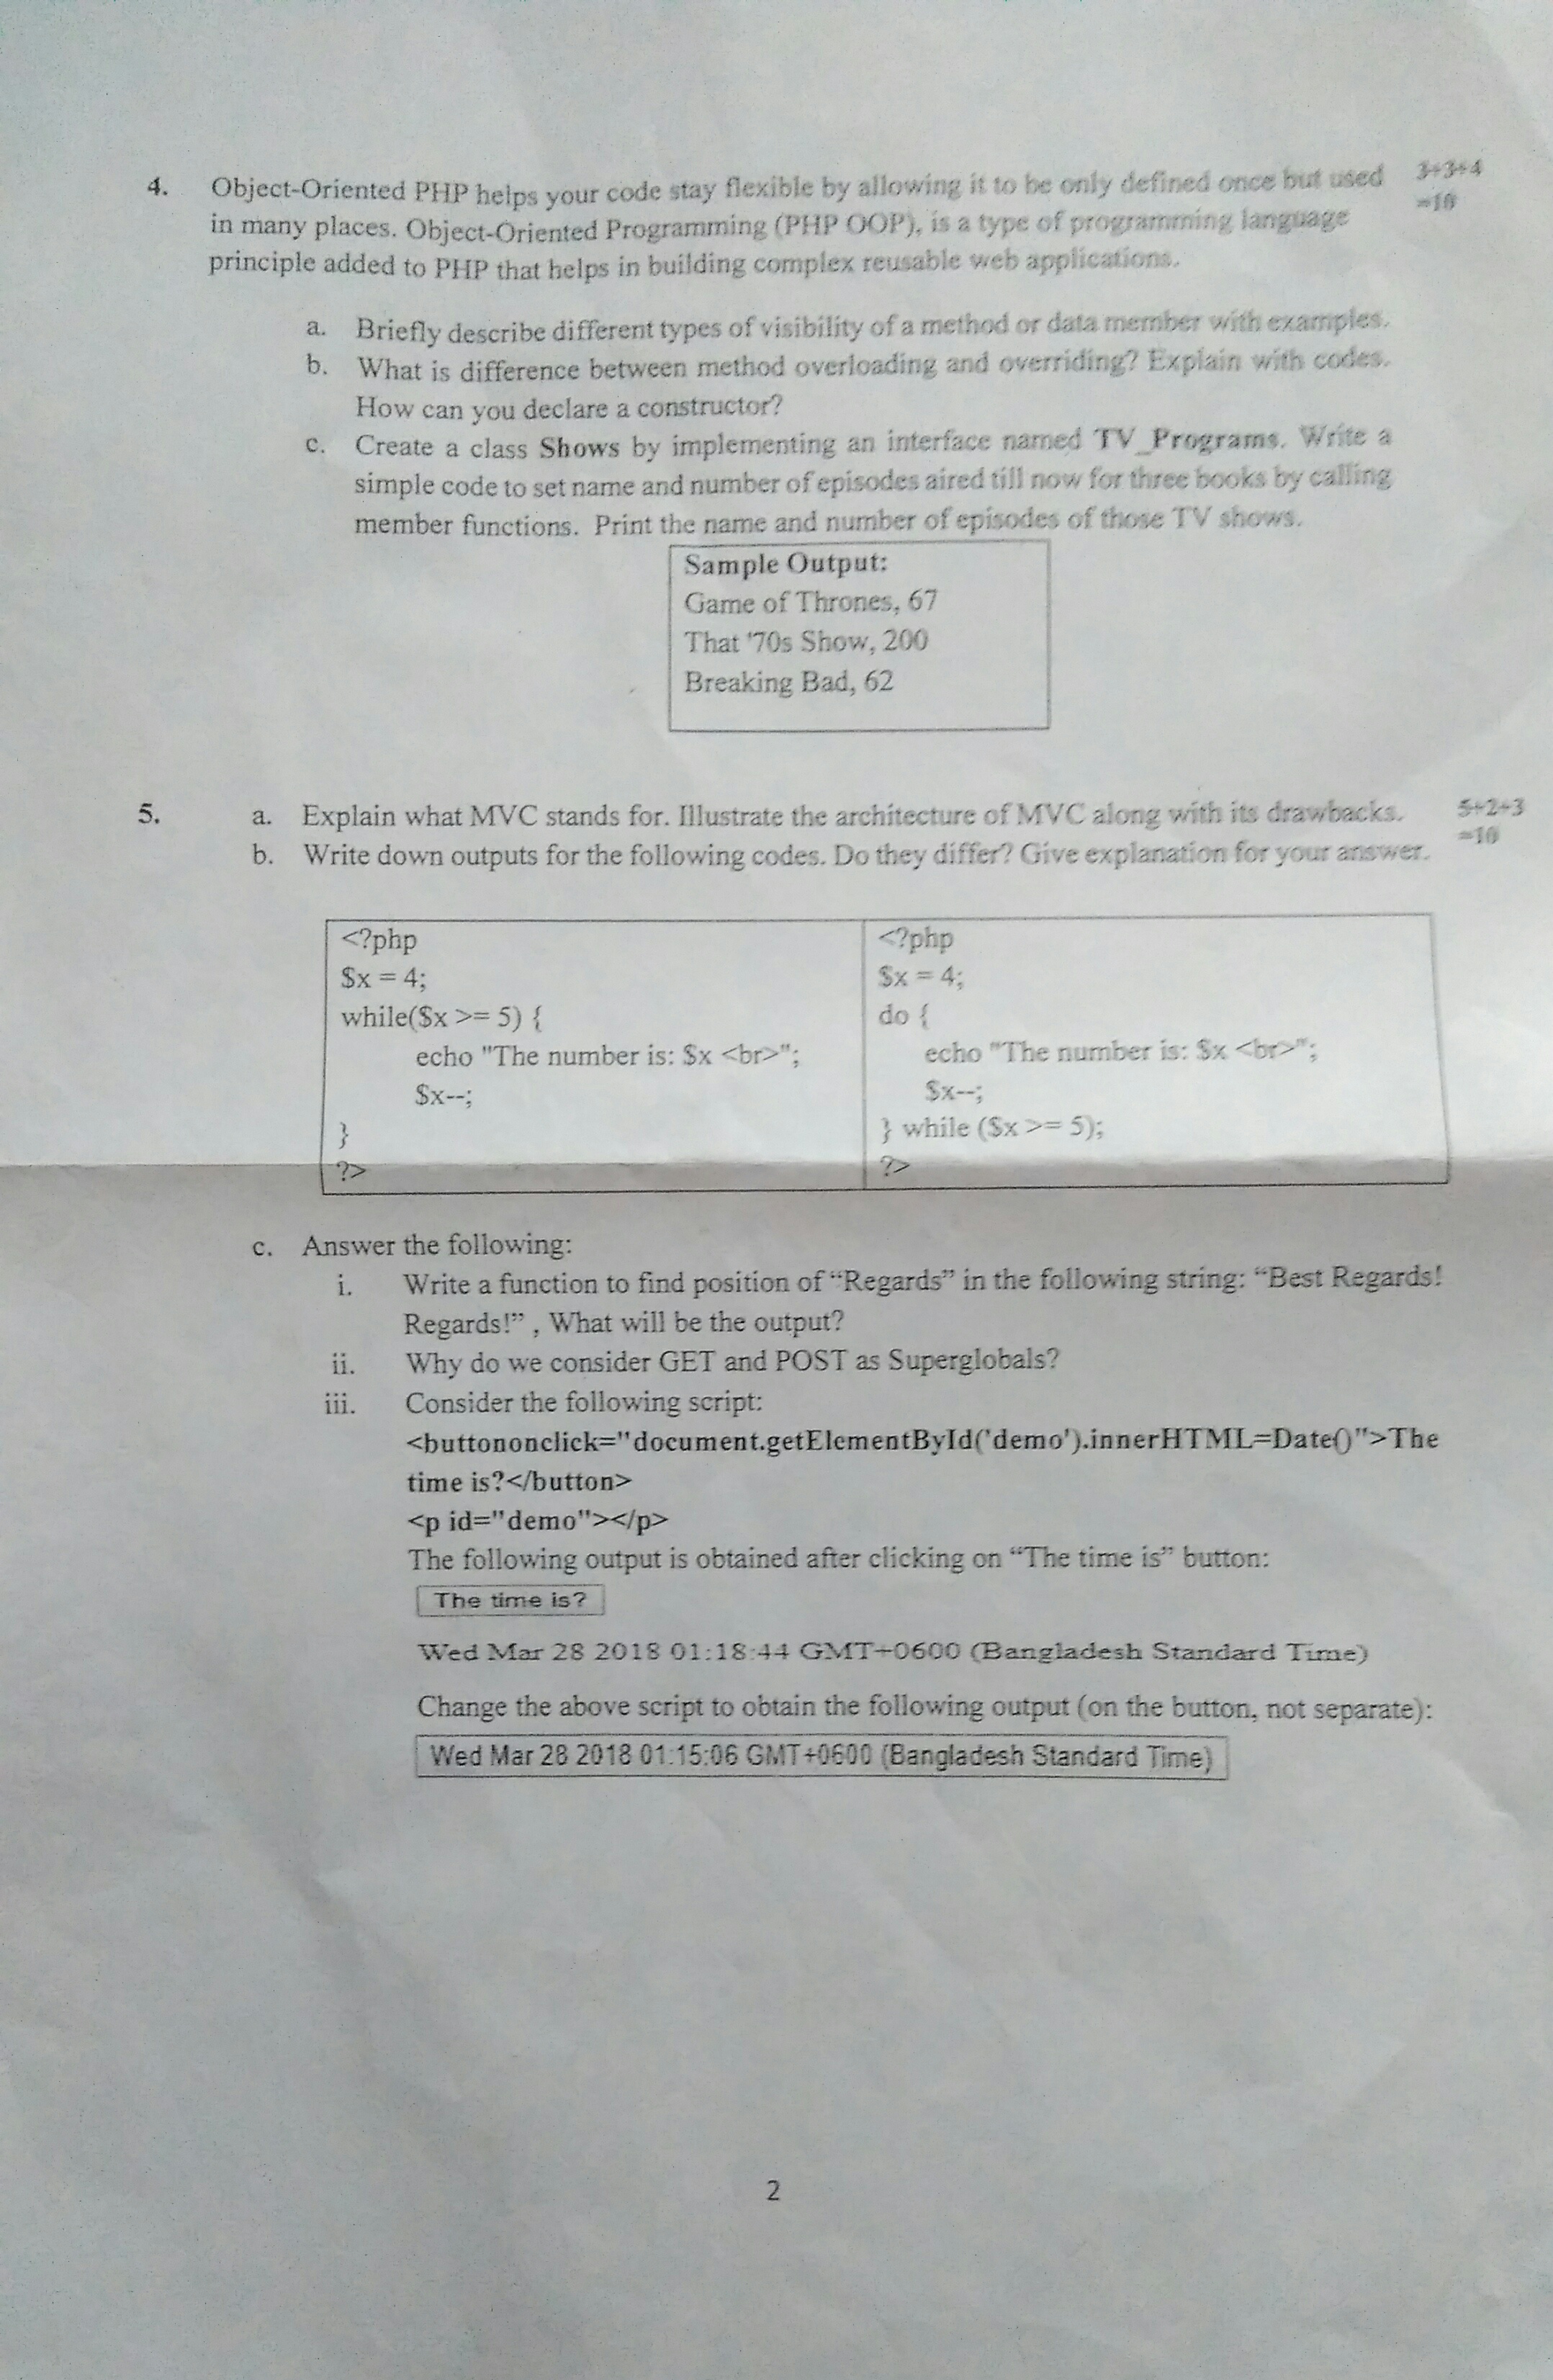 4. Object-Oriented PHP helps your code stay flexible by allowing it to be only defined once but used 3+3+4
in many places. Object-Oriented Programming (PHP OOP), is a type of programming language =10
principle added to PHP that helps in building complex reusable web applications.
a. Briefly describe different types of visibility of a method or data member with examples.
b. What is difference between method overloading and overriding? Explain with codes.
How can you declare a constructor?
c. Create a class Shows by implementing an interface named TV_Programs. Write a
simple code to set name and number of episodes aired till now for three books by calling
member functions. Print the name and number of episodes of those TV shows.
Sample Output:
Game of Thrones, 67
That '70s Show, 200
Breaking Bad, 62
5. a. Explain what MVC stands for. Illustrate the architecture of MVC along with its drawbacks. 5+2+3
b. Write down outputs for the following codes. Do they differ? Give explanation for your answer. =10
<?php
$x = 4;
while($x >= 5) {
echo "The number is: $x <br>";
$x--;
}
?>
<?php
$x = 4;
do {
echo "The number is: $x <br>";
$x--;
} while ($x >= 5);
?>
c. Answer the following:
i. Write a function to find position of “Regards” in the following string: “Best Regards!
Regards!” , What will be the output?
ii. Why do we consider GET and POST as Superglobals?
iii. Consider the following script:
<buttononclick="document.getElementById('demo').innerHTML=Date()">The
time is?</button>
<p id="demo"></p>
The following output is obtained after clicking on “The time is” button:
The time is?
Wed Mar 28 2018 01:18:44 GMT+0600 (Bangladesh Standard Time)
Change the above script to obtain the following output (on the button, not separate):
Wed Mar 28 2018 01:15:06 GMT+0600 (Bangladesh Standard Time)
2